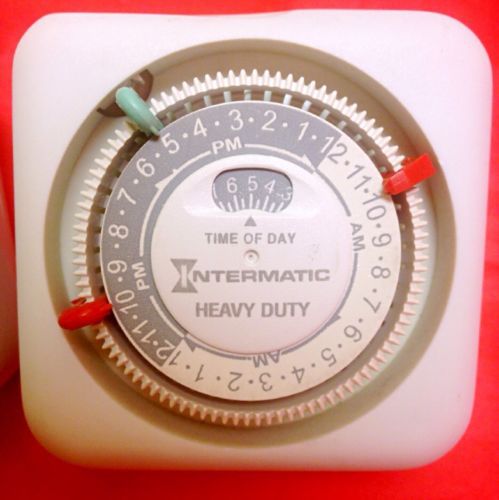 12 · 1 · 2 · 3 · 4 · 5 · 6 · 7 · 8 · 9 · 10 · 11 · 12 · 1 · 2 · 3 · 4 · 5 · 6 · 7 · 8 · 9 · 10 · 11
PM
AM
AM
PM
6 5 4 3
TIME OF DAY
INTERMATIC
HEAVY DUTY